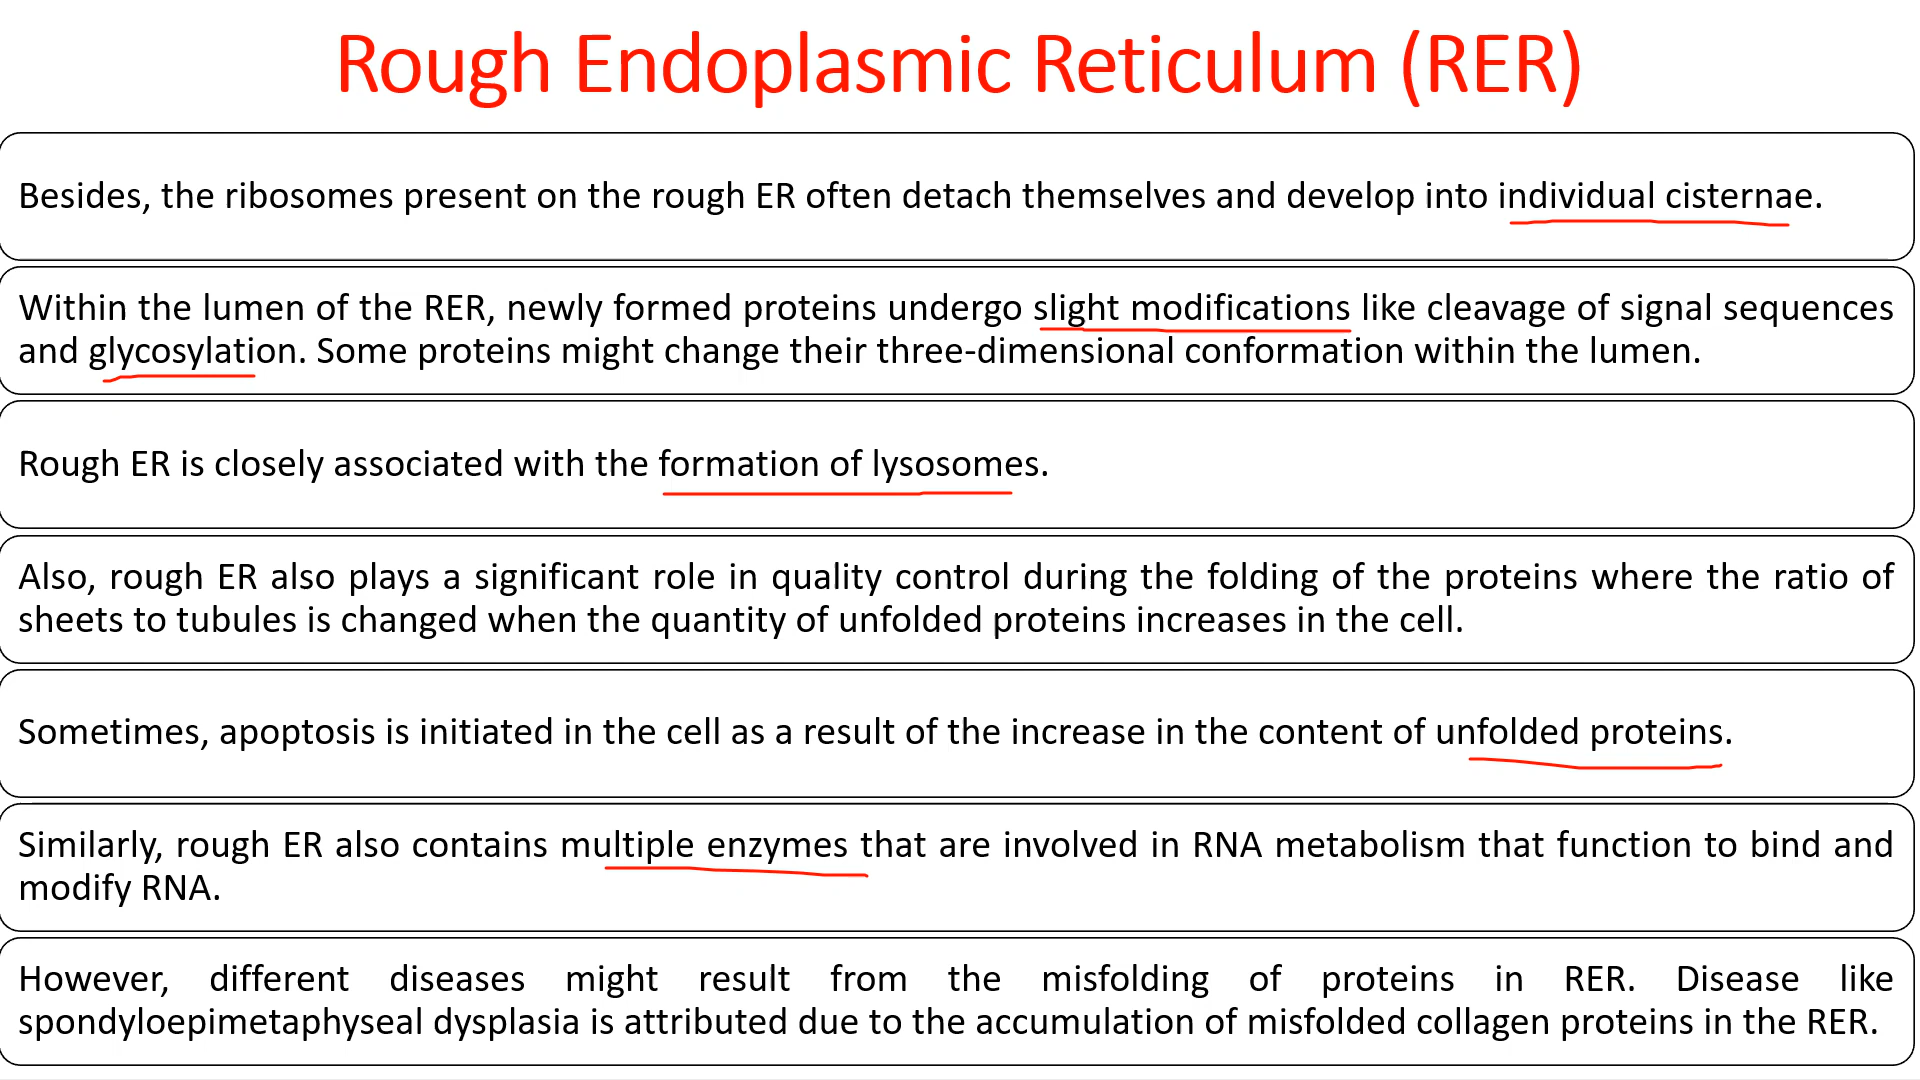 Rough Endoplasmic Reticulum (RER)
Besides, the ribosomes present on the rough ER often detach themselves and develop into individual cisternae.
Within the lumen of the RER, newly formed proteins undergo slight modifications like cleavage of signal sequences
and glycosylation. Some proteins might change their three-dimensional conformation within the lumen.
Rough ER is closely associated with the formation of lysosomes.
Also, rough ER also plays a significant role in quality control during the folding of the proteins where the ratio of
sheets to tubules is changed when the quantity of unfolded proteins increases in the cell.
Sometimes, apoptosis is initiated in the cell as a result of the increase in the content of unfolded proteins.
Similarly, rough ER also contains multiple enzymes that are involved in RNA metabolism that function to bind and
modify RNA.
However, different diseases might result from the misfolding of proteins in RER. Disease like
spondyloepimetaphyseal dysplasia is attributed due to the accumulation of misfolded collagen proteins in the RER.